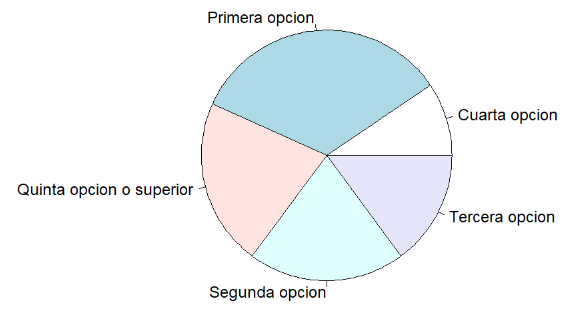 Primera opcion
Cuarta opcion
Quinta opcion o superior
Tercera opcion
Segunda opcion